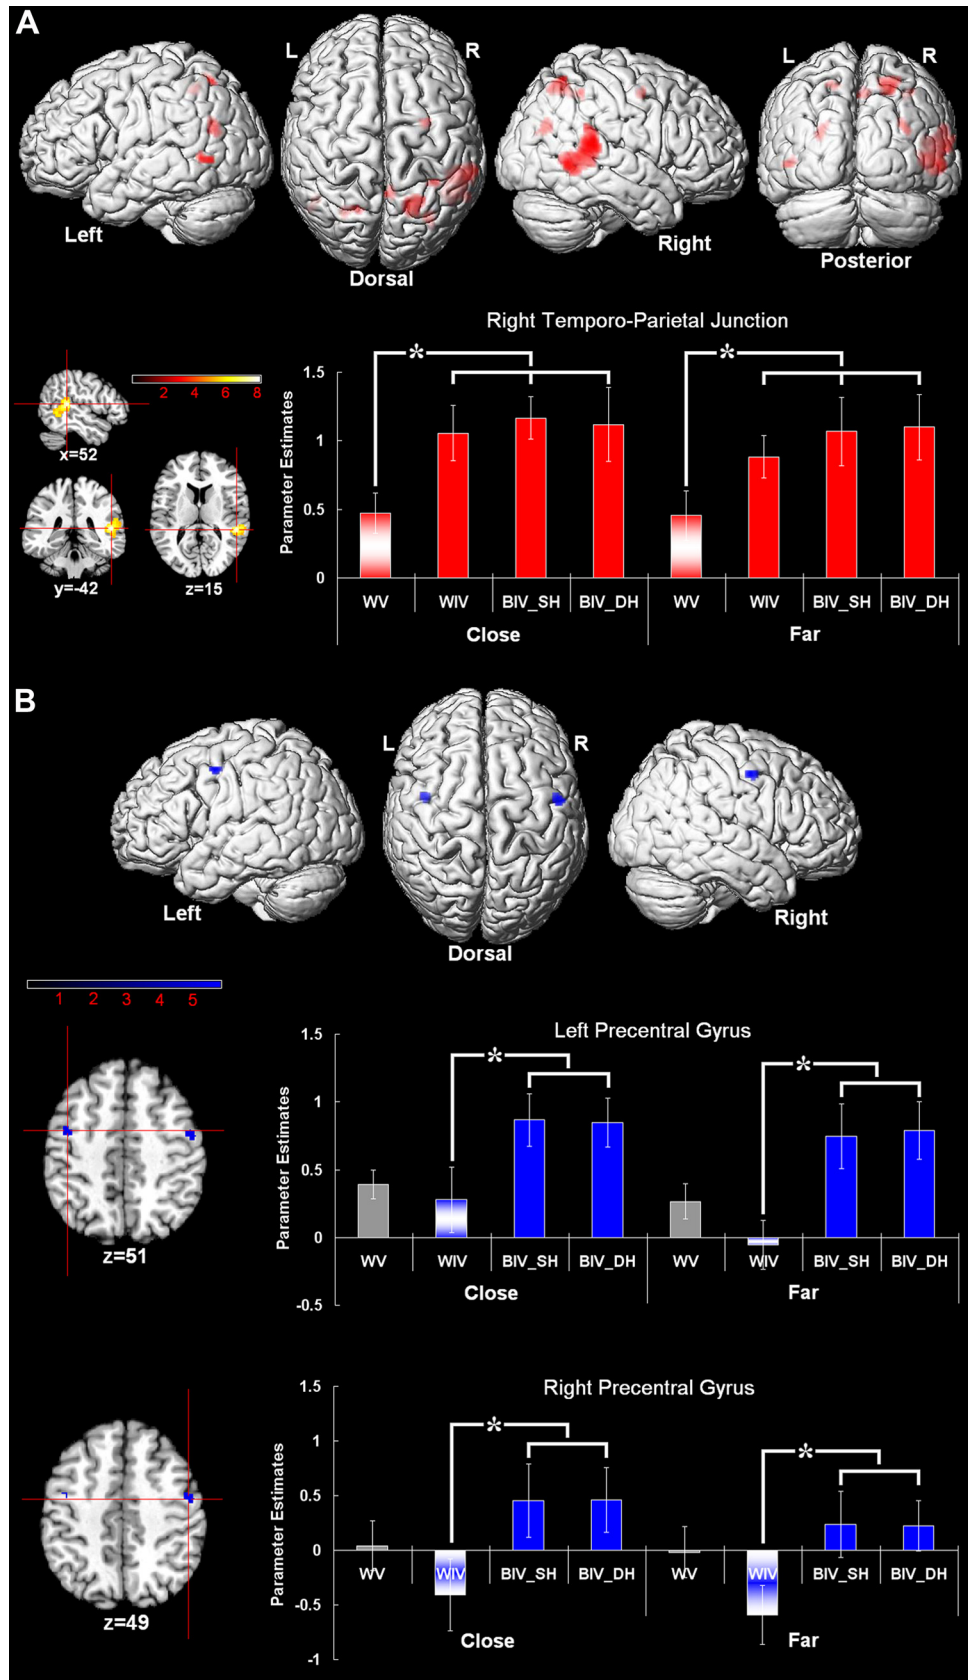 A
L R L R
Left Dorsal Right Posterior
Right Temporo-Parietal Junction
2 4 6 8
x=52
y=-42 z=15
Parameter Estimates
1.5
1
0.5
0
* *
WV WIV BIV_SH BIV_DH WV WIV BIV_SH BIV_DH
Close Far
B
L R
Left Dorsal Right
1 2 3 4 5
z=51
Left Precentral Gyrus
Parameter Estimates
1.5
1
0.5
0
-0.5
* *
WV WIV BIV_SH BIV_DH WV WIV BIV_SH BIV_DH
Close Far
z=49
Right Precentral Gyrus
Parameter Estimates
1.5
1
0.5
0
-0.5
-1
* *
WV WIV BIV_SH BIV_DH WV WIV BIV_SH BIV_DH
Close Far